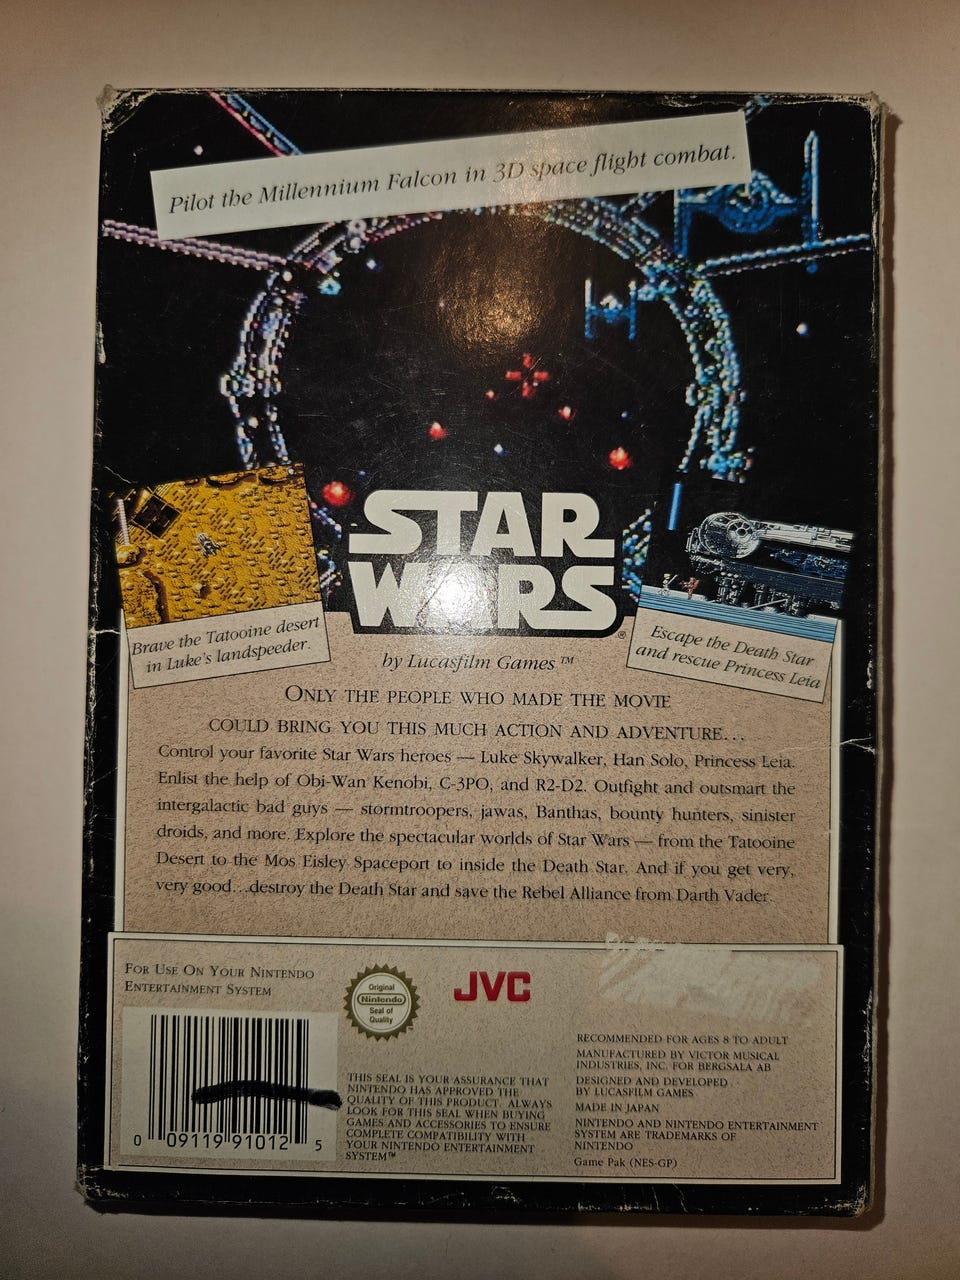 Pilot the Millennium Falcon in 3D space flight combat.
STAR
WARS®
Brave the Tatooine desert
in Luke's landspeeder.
Escape the Death Star
and rescue Princess Leia
by Lucasfilm Games™
ONLY THE PEOPLE WHO MADE THE MOVIE
COULD BRING YOU THIS MUCH ACTION AND ADVENTURE...
Control your favorite Star Wars heroes — Luke Skywalker, Han Solo, Princess Leia.
Enlist the help of Obi-Wan Kenobi, C-3PO, and R2-D2. Outfight and outsmart the
intergalactic bad guys — stormtroopers, jawas, Banthas, bounty hunters, sinister
droids, and more. Explore the spectacular worlds of Star Wars — from the Tatooine
Desert to the Mos Eisley Spaceport to inside the Death Star. And if you get very,
very good...destroy the Death Star and save the Rebel Alliance from Darth Vader.
FOR USE ON YOUR NINTENDO
ENTERTAINMENT SYSTEM
0 09119 91012 5
Original
Nintendo
Seal of
Quality
JVC
THIS SEAL IS YOUR ASSURANCE THAT
NINTENDO HAS APPROVED THE
QUALITY OF THIS PRODUCT. ALWAYS
LOOK FOR THIS SEAL WHEN BUYING
GAMES AND ACCESSORIES TO ENSURE
COMPLETE COMPATIBILITY WITH
YOUR NINTENDO ENTERTAINMENT
SYSTEM™
RECOMMENDED FOR AGES 8 TO ADULT
MANUFACTURED BY VICTOR MUSICAL
INDUSTRIES, INC. FOR BERGSALA AB
DESIGNED AND DEVELOPED
BY LUCASFILM GAMES
MADE IN JAPAN
NINTENDO AND NINTENDO ENTERTAINMENT
SYSTEM ARE TRADEMARKS OF
NINTENDO
Game Pak (NES-GP)